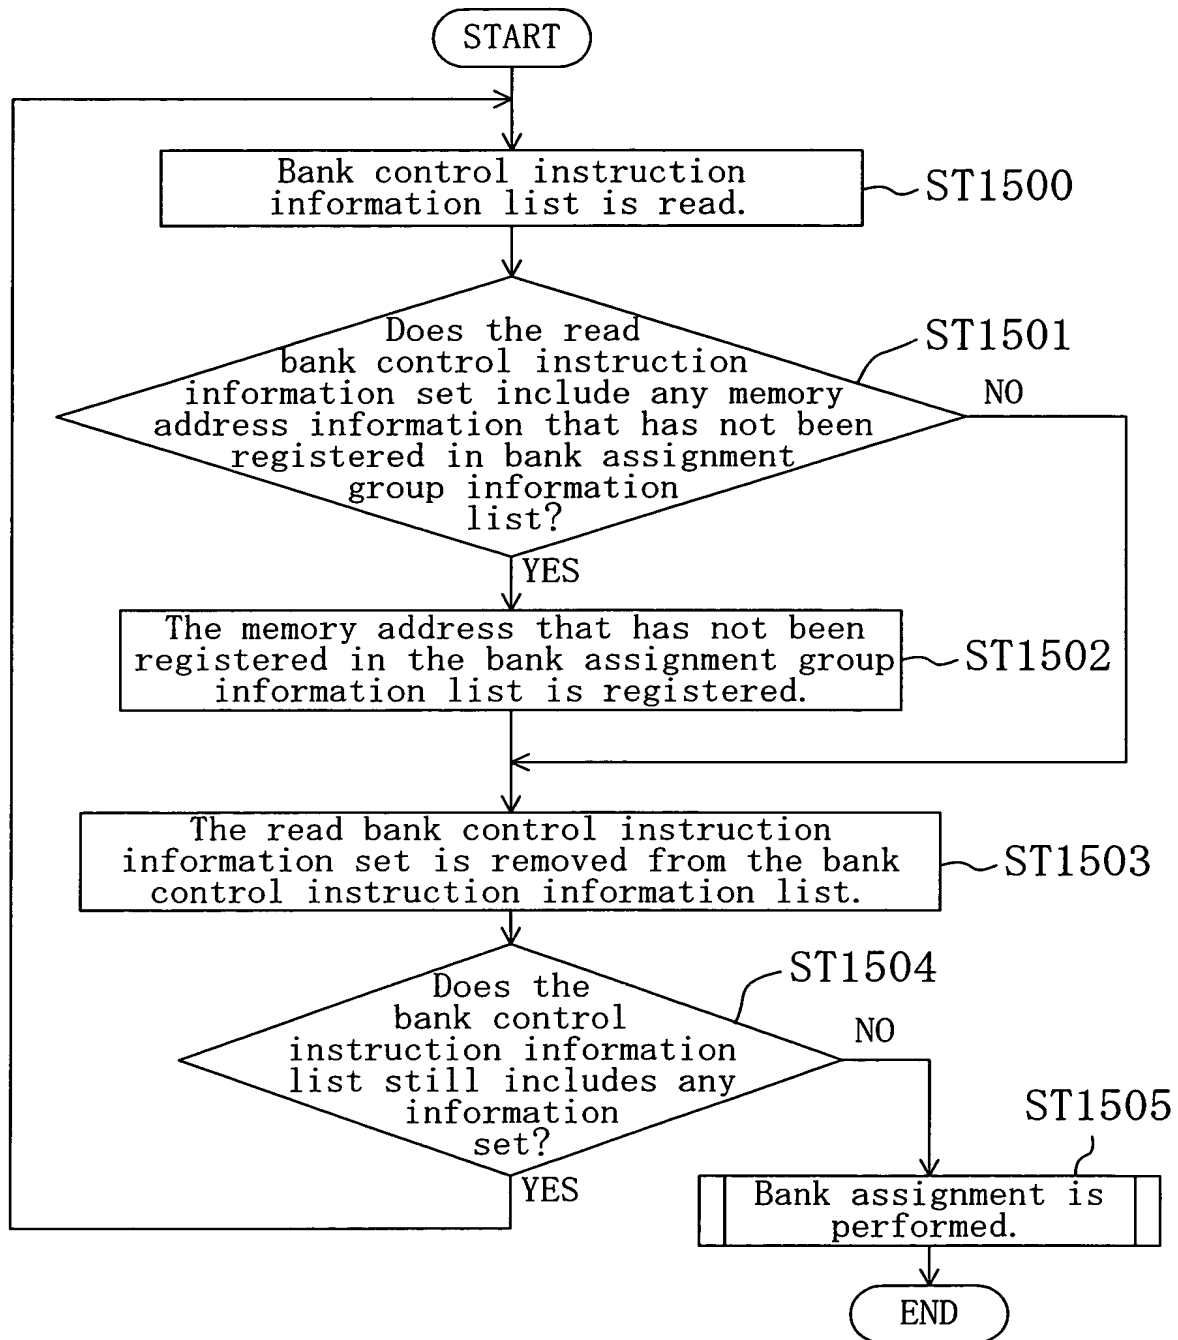 START
Bank control instruction
information list is read.
ST1500
Does the read
bank control instruction
information set include any memory
address information that has not been
registered in bank assignment
group information
list?
ST1501
NO
YES
The memory address that has not been
registered in the bank assignment group
information list is registered.
ST1502
The read bank control instruction
information set is removed from the bank
control instruction information list.
ST1503
Does the
bank control
instruction information
list still includes any
information
set?
ST1504
NO
YES
ST1505
Bank assignment is
performed.
END